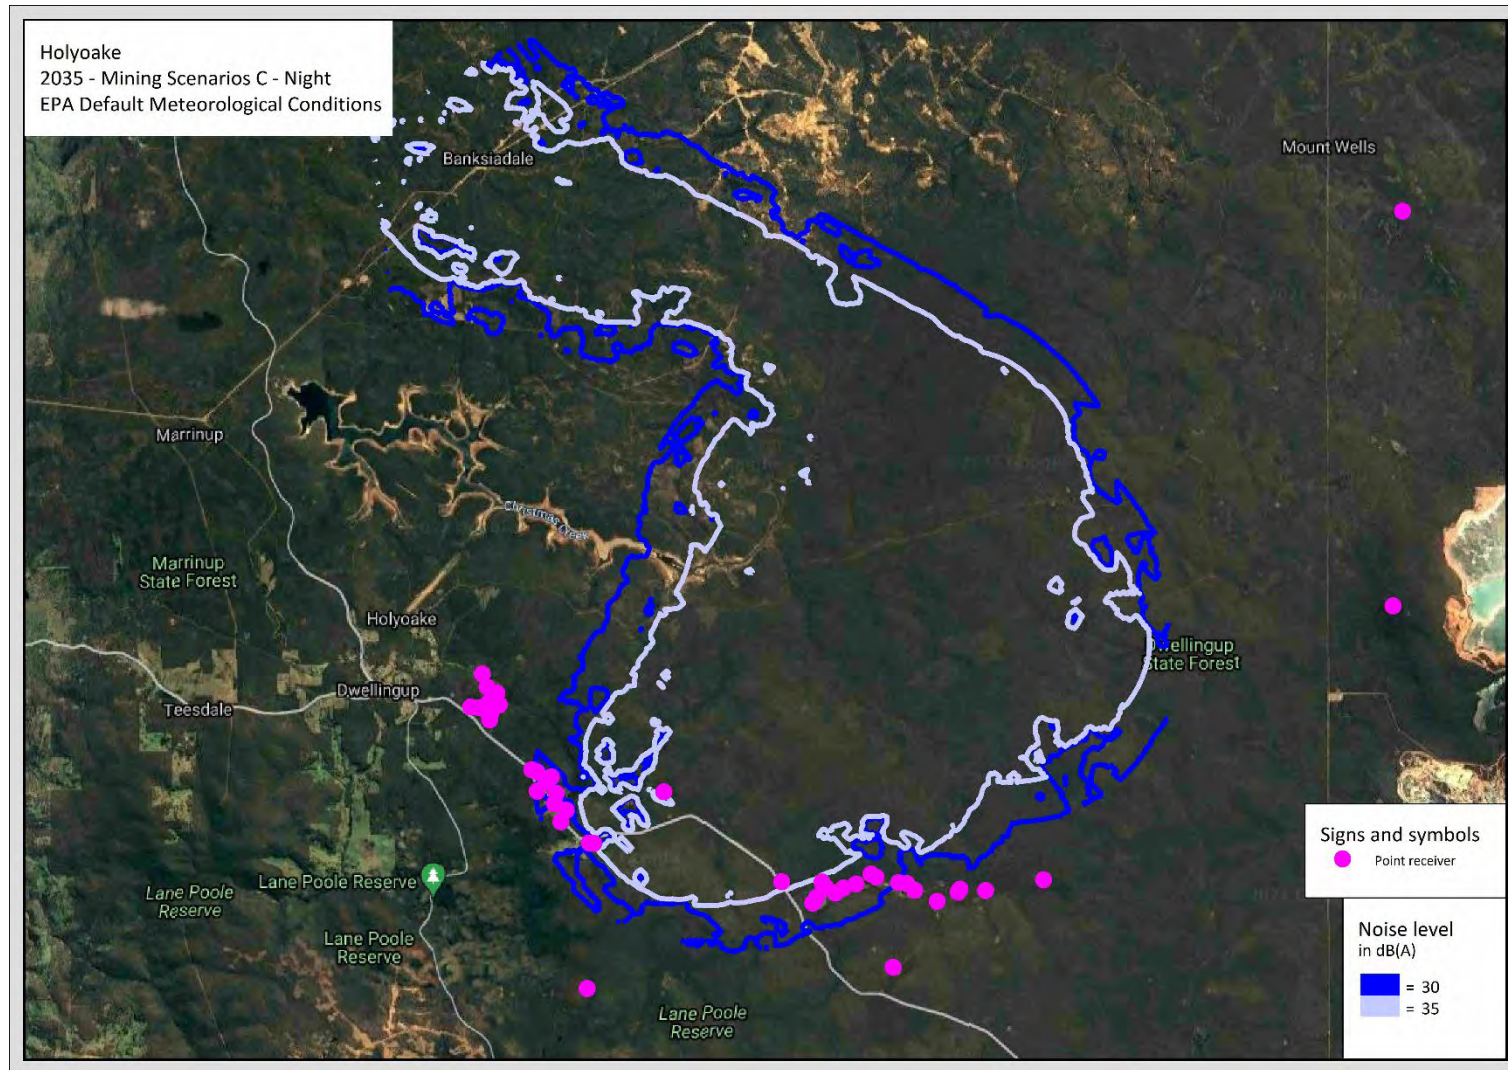 Holyoake
2035 - Mining Scenarios C - Night
EPA Default Meteorological Conditions
Banksiadale
Mount Wells
Marrinup
Christmas Creek
Marrinup
State Forest
Holyoake
Dwellingup
State Forest
Dwellingup
Teesdale
Signs and symbols
Point receiver
Lane Poole Reserve
Lane Poole
Reserve
Lane Poole
Reserve
Noise level
in dB(A)
= 30
= 35
Lane Poole
Reserve